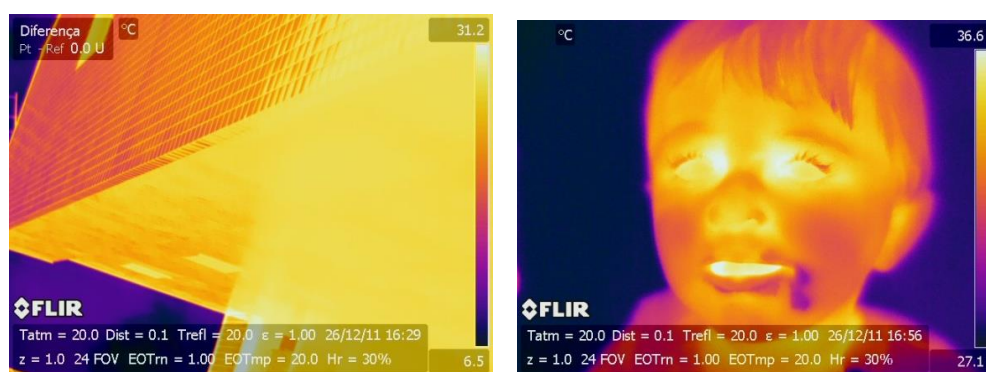 Diferença °C
Pt - Ref 0.0 U
31.2
FLIR
Tatm = 20.0 Dist = 0.1 Trefl = 20.0 ε = 1.00 26/12/11 16:29
z = 1.0 24 FOV EOTrn = 1.00 EOTmp = 20.0 Hr = 30%
6.5
°C
36.6
FLIR
Tatm = 20.0 Dist = 0.1 Trefl = 20.0 ε = 1.00 26/12/11 16:56
z = 1.0 24 FOV EOTrn = 1.00 EOTmp = 20.0 Hr = 30%
27.1